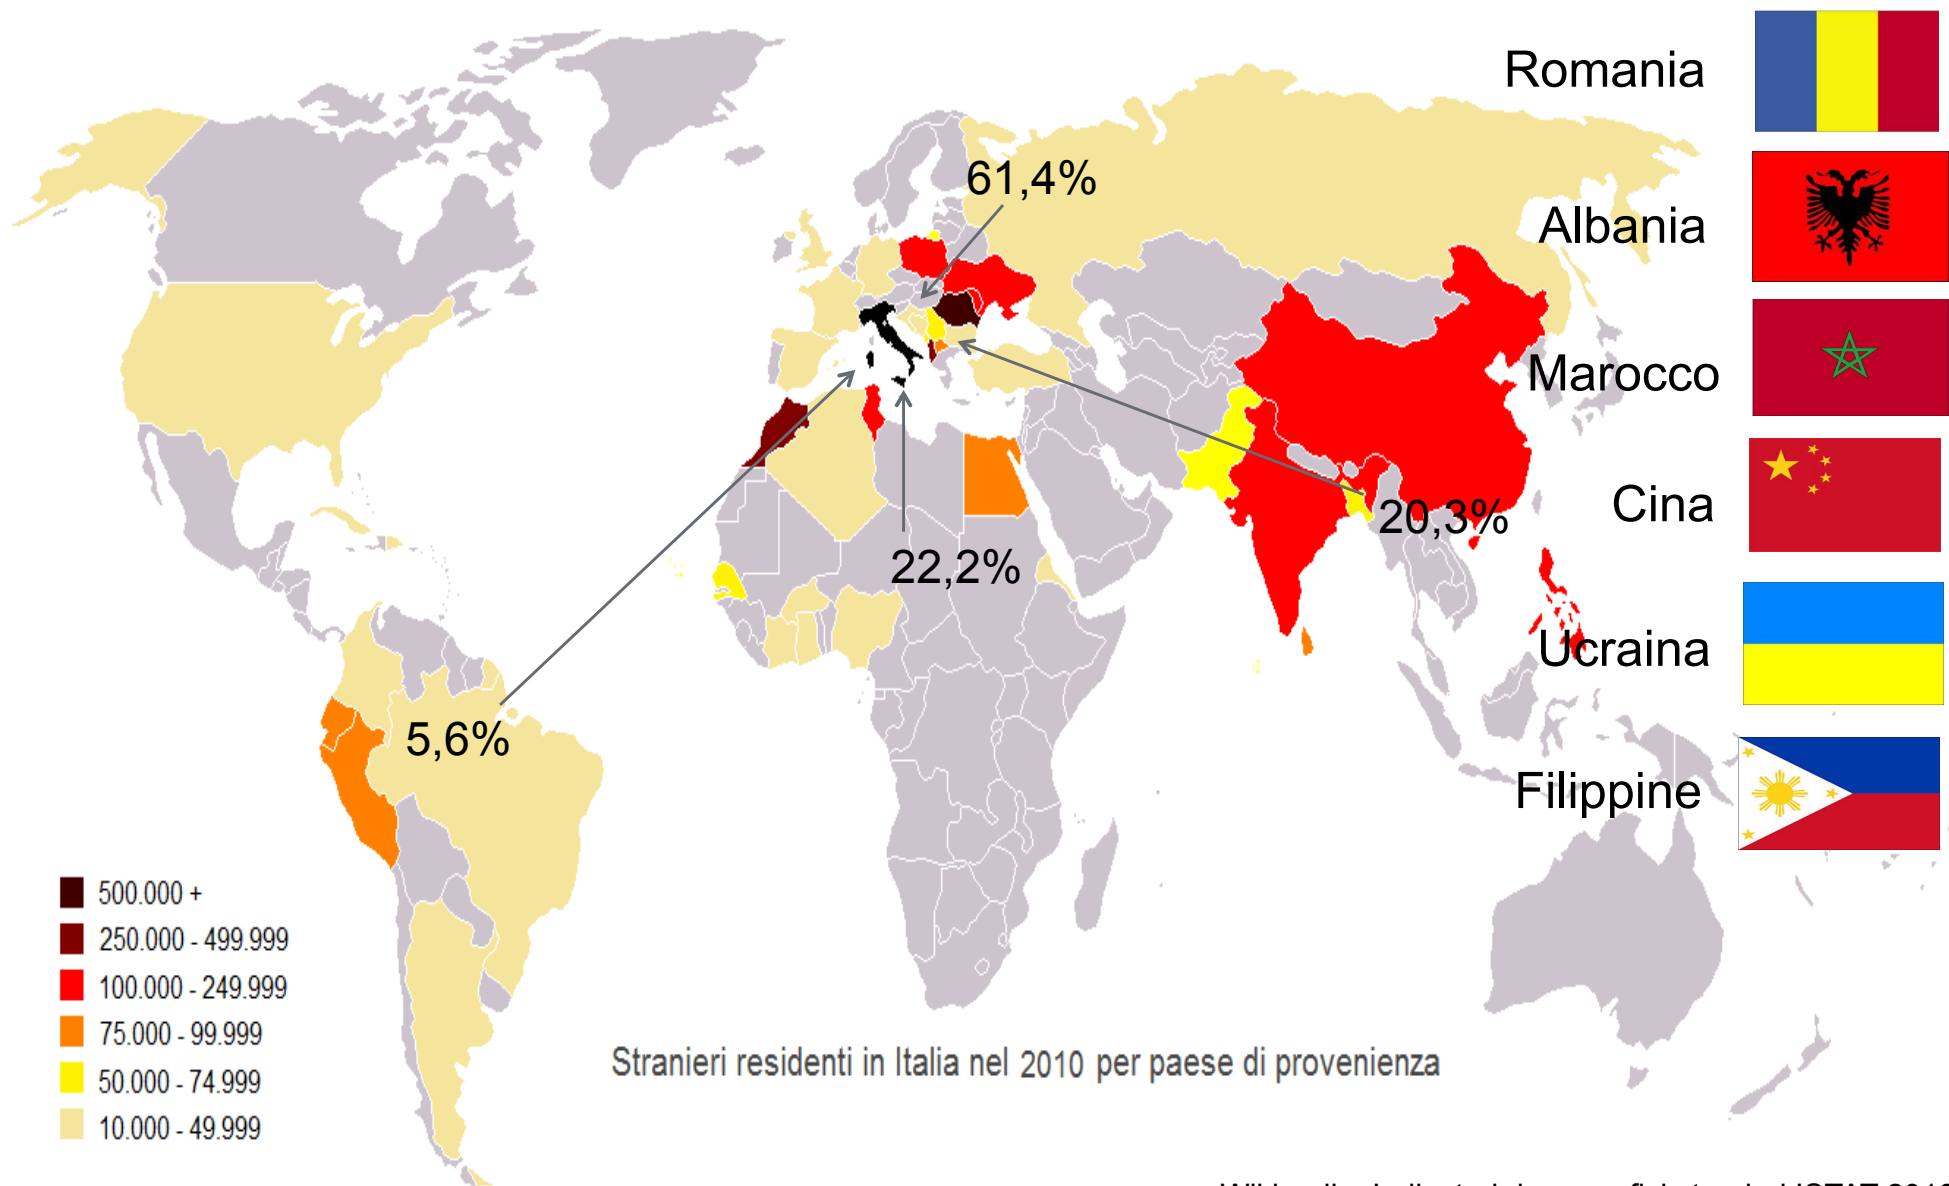 Romania
61,4%
Albania
Marocco
Cina
20,3%
22,2%
Ucraina
5,6%
Filippine
500.000 +
250.000 - 499.999
100.000 - 249.999
75.000 - 99.999
50.000 - 74.999
10.000 - 49.999
Stranieri residenti in Italia nel 2010 per paese di provenienza